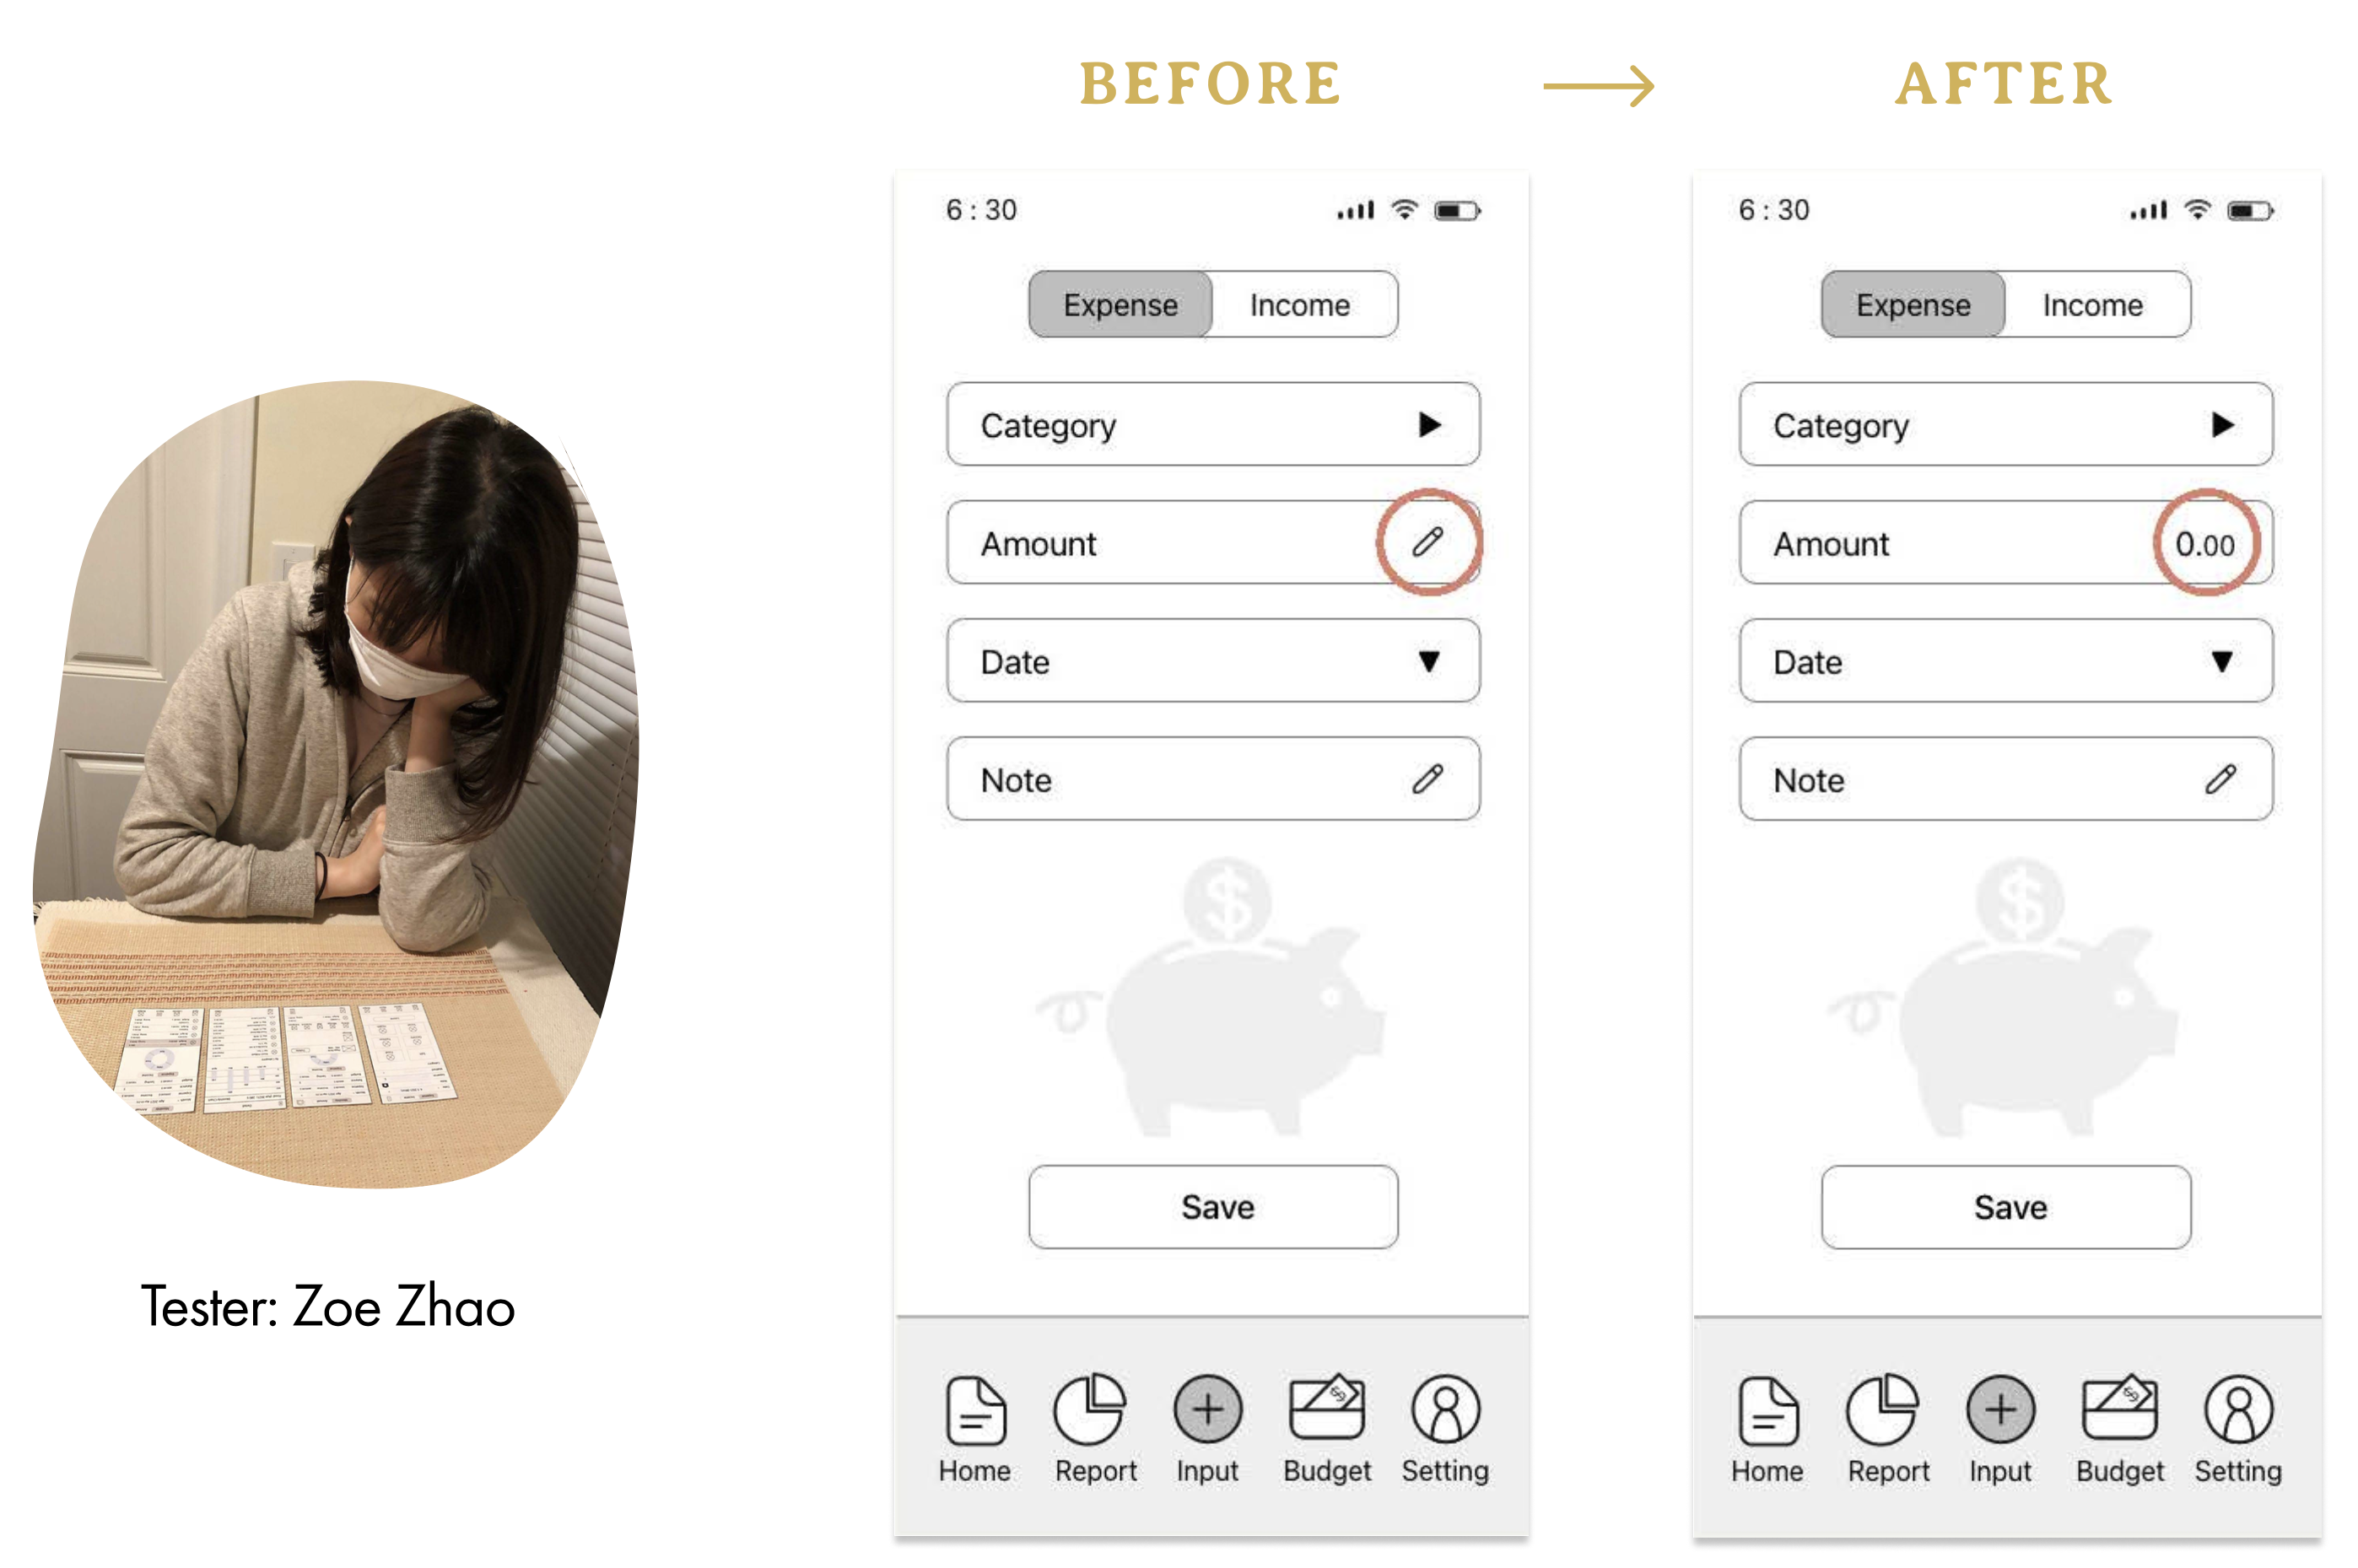 BEFORE
AFTER
Tester: Zoe Zhao
6 : 30
Expense
Income
Category
Amount
Date
Note
$
Save
$
Home
Report
Input
Budget
Setting
6 : 30
Expense
Income
Category
Amount
0.00
Date
Note
$
Save
$
Home
Report
Input
Budget
Setting